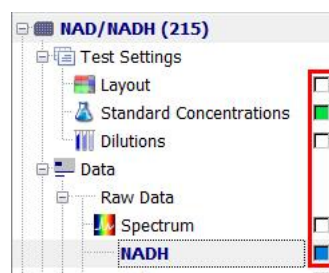 NAD/NADH (215)
Test Settings
Layout
Standard Concentrations
Dilutions
Data
Raw Data
Spectrum
NADH